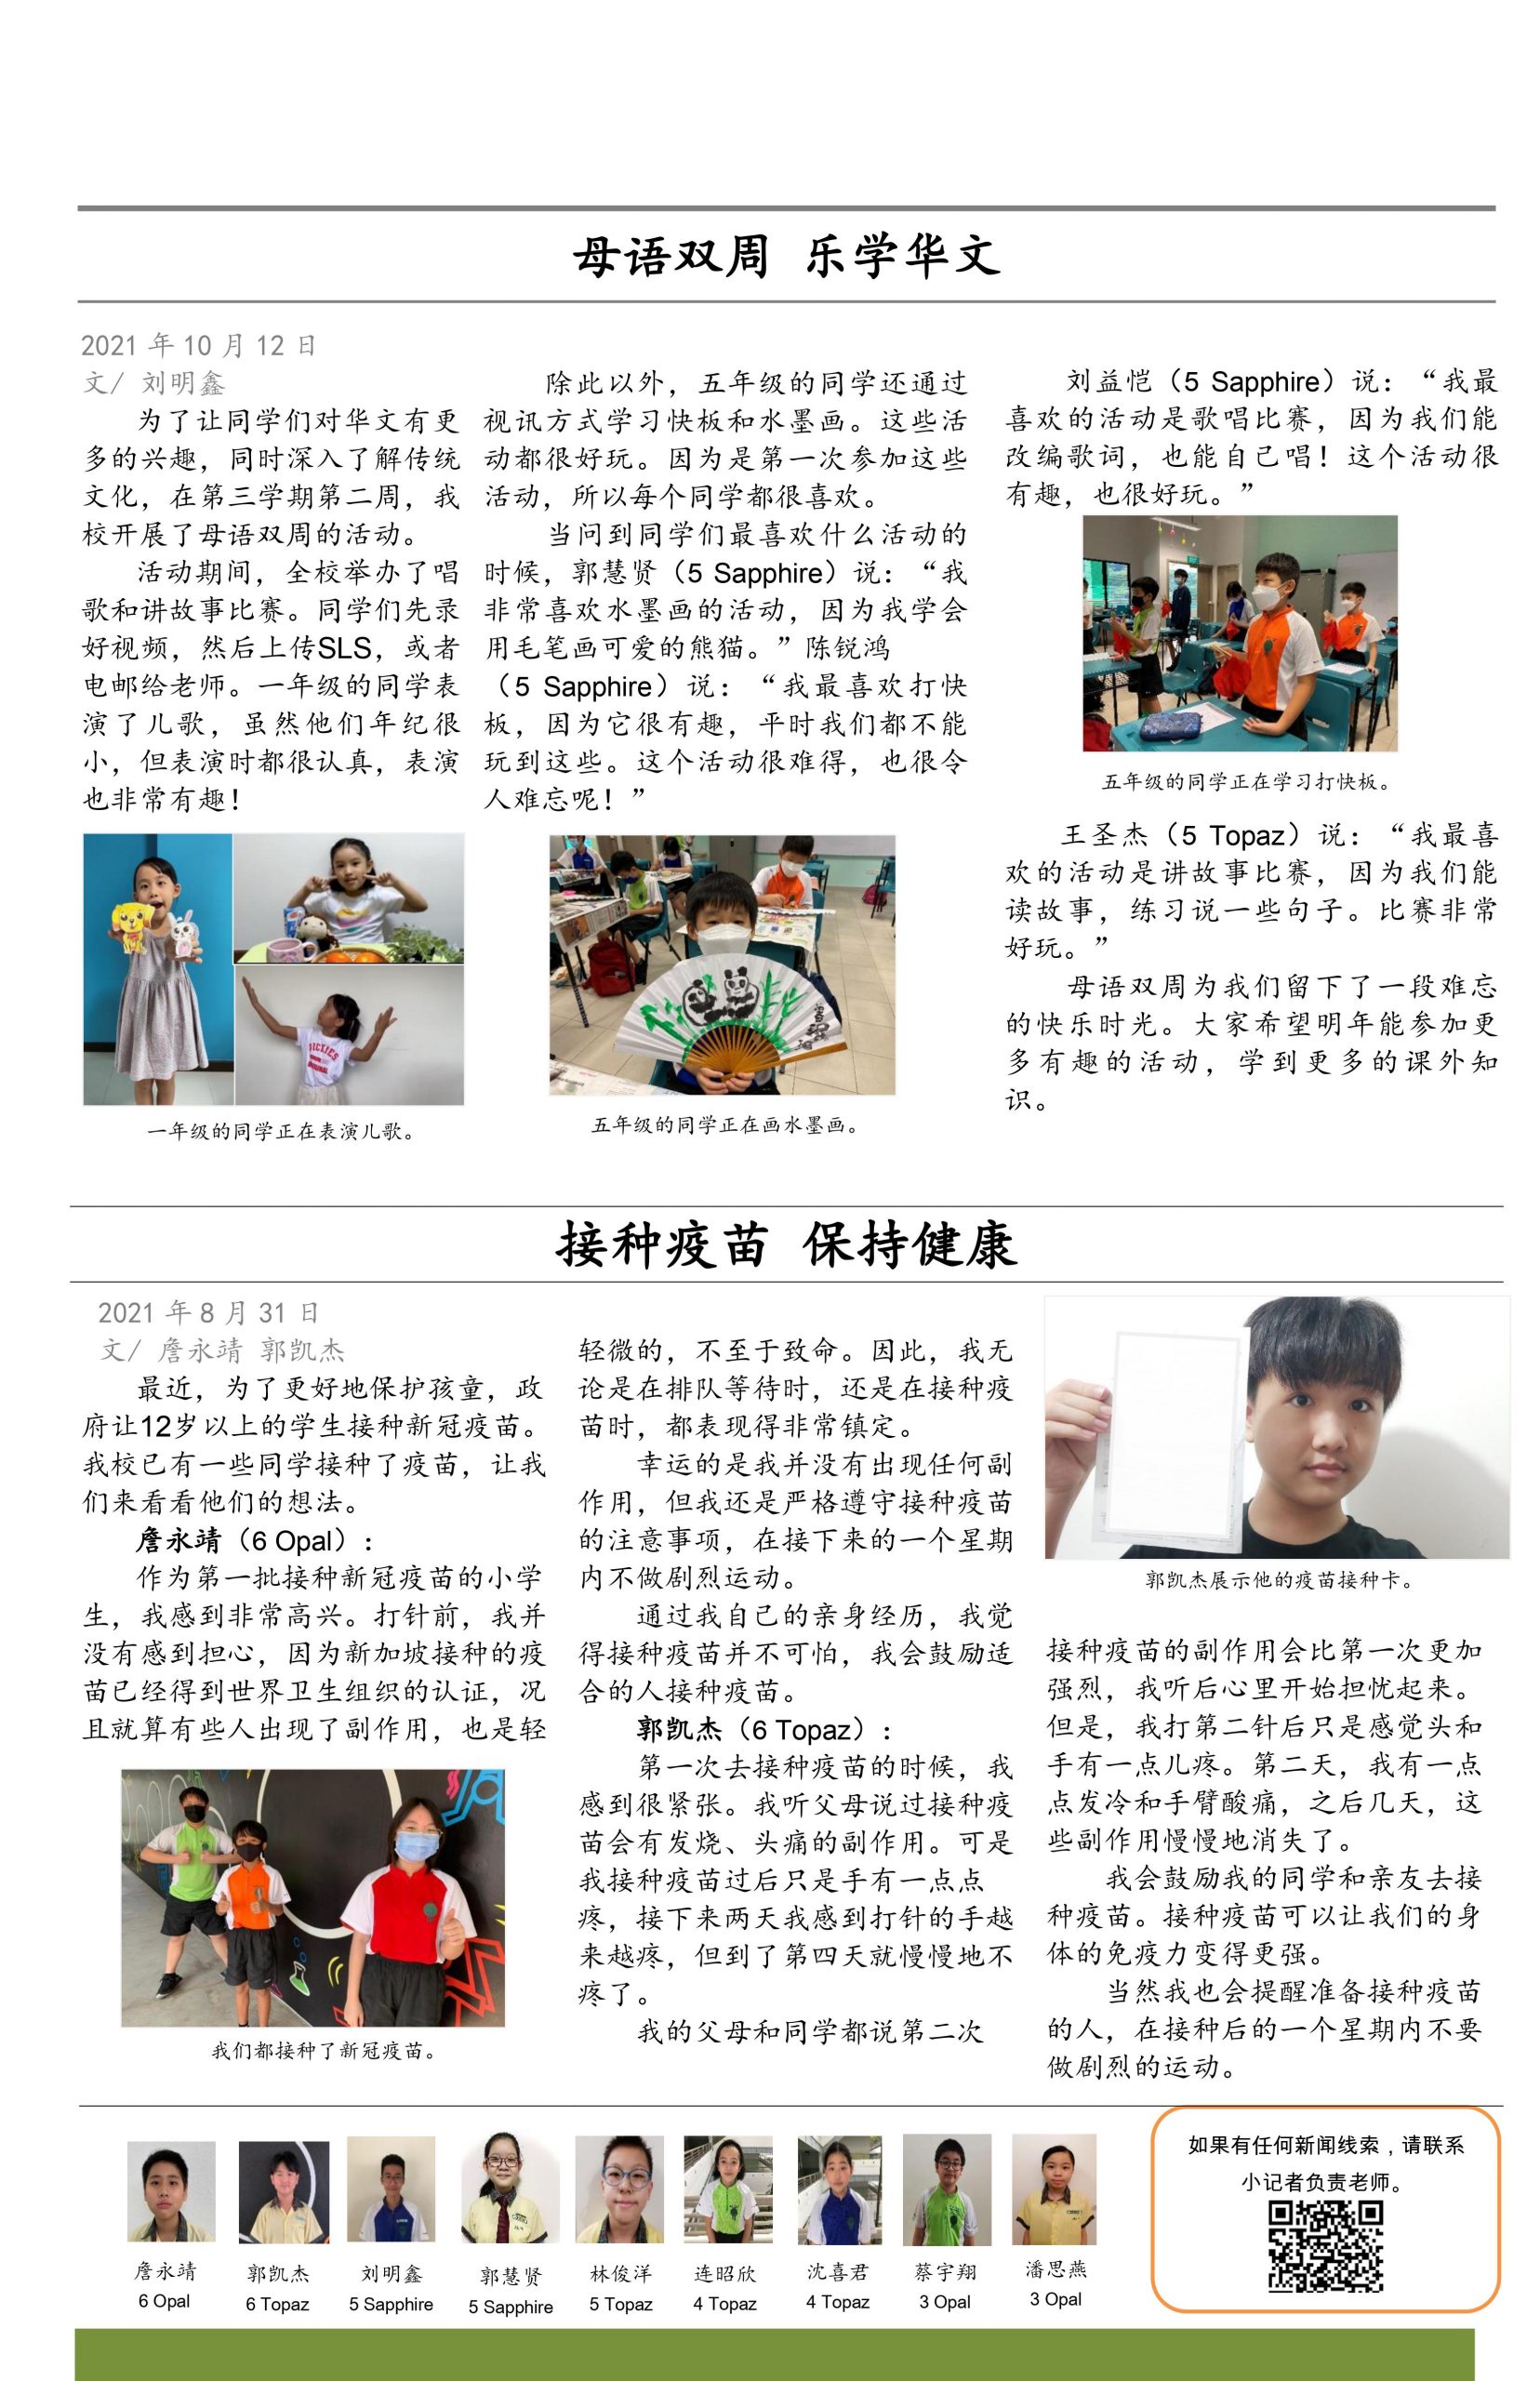 母语双周 乐学华文
2021 年 10 月 12 日
文/ 刘明鑫
为了让同学们对华文有更
多的兴趣，同时深入了解传统
文化，在第三学期第二周，我
校开展了母语双周的活动。
活动期间，全校举办了唱
歌和讲故事比赛。同学们先录
好视频，然后上传SLS，或者
电邮给老师。一年级的同学表
演了儿歌，虽然他们年纪很
小，但表演时都很认真，表演
也非常有趣！
一年级的同学正在表演儿歌。
除此以外，五年级的同学还通过
视讯方式学习快板和水墨画。这些活
动都很好玩。因为是第一次参加这些
活动，所以每个同学都很喜欢。
当问到同学们最喜欢什么活动的
时候，郭慧贤（5 Sapphire）说：“我
非常喜欢水墨画的活动，因为我学会
用毛笔画可爱的熊猫。”陈锐鸿
（5 Sapphire）说：“我最喜欢打快
板，因为它很有趣，平时我们都不能
玩到这些。这个活动很难得，也很令
人难忘呢！”
五年级的同学正在画水墨画。
刘益恺（5 Sapphire）说：“我最
喜欢的活动是歌唱比赛，因为我们能
改编歌词，也能自己唱！这个活动很
有趣，也很好玩。”
五年级的同学正在学习打快板。
王圣杰（5 Topaz）说：“我最喜
欢的活动是讲故事比赛，因为我们能
读故事，练习说一些句子。比赛非常
好玩。”
母语双周为我们留下了一段难忘
的快乐时光。大家希望明年能参加更
多有趣的活动，学到更多的课外知
识。
接种疫苗 保持健康
2021 年 8 月 31 日
文/ 詹永靖 郭凯杰
最近，为了更好地保护孩童，政
府让12岁以上的学生接种新冠疫苗。
我校已有一些同学接种了疫苗，让我
们来看看他们的想法。
詹永靖（6 Opal）：
作为第一批接种新冠疫苗的小学
生，我感到非常高兴。打针前，我并
没有感到担心，因为新加坡接种的疫
苗已经得到世界卫生组织的认证，况
且就算有些人出现了副作用，也是轻
我们都接种了新冠疫苗。
轻微的，不至于致命。因此，我无
论是在排队等待时，还是在接种疫
苗时，都表现得非常镇定。
幸运的是我并没有出现任何副
作用，但我还是严格遵守接种疫苗
的注意事项，在接下来的一个星期
内不做剧烈运动。
通过我自己的亲身经历，我觉
得接种疫苗并不可怕，我会鼓励适
合的人接种疫苗。
郭凯杰（6 Topaz）：
第一次去接种疫苗的时候，我
感到很紧张。我听父母说过接种疫
苗会有发烧、头痛的副作用。可是
我接种疫苗过后只是手有一点点
疼，接下来两天我感到打针的手越
来越疼，但到了第四天就慢慢地不
疼了。
我的父母和同学都说第二次
郭凯杰展示他的疫苗接种卡。
接种疫苗的副作用会比第一次更加
强烈，我听后心里开始担忧起来。
但是，我打第二针后只是感觉头和
手有一点儿疼。第二天，我有一点
点发冷和手臂酸痛，之后几天，这
些副作用慢慢地消失了。
我会鼓励我的同学和亲友去接
种疫苗。接种疫苗可以让我们的身
体的免疫力变得更强。
当然我也会提醒准备接种疫苗
的人，在接种后的一个星期内不要
做剧烈的运动。
詹永靖
6 Opal
郭凯杰
6 Topaz
刘明鑫
5 Sapphire
郭慧贤
5 Sapphire
林俊洋
5 Topaz
连昭欣
4 Topaz
沈喜君
4 Topaz
蔡宇翔
3 Opal
潘思燕
3 Opal
如果有任何新闻线索，请联系
小记者负责老师。